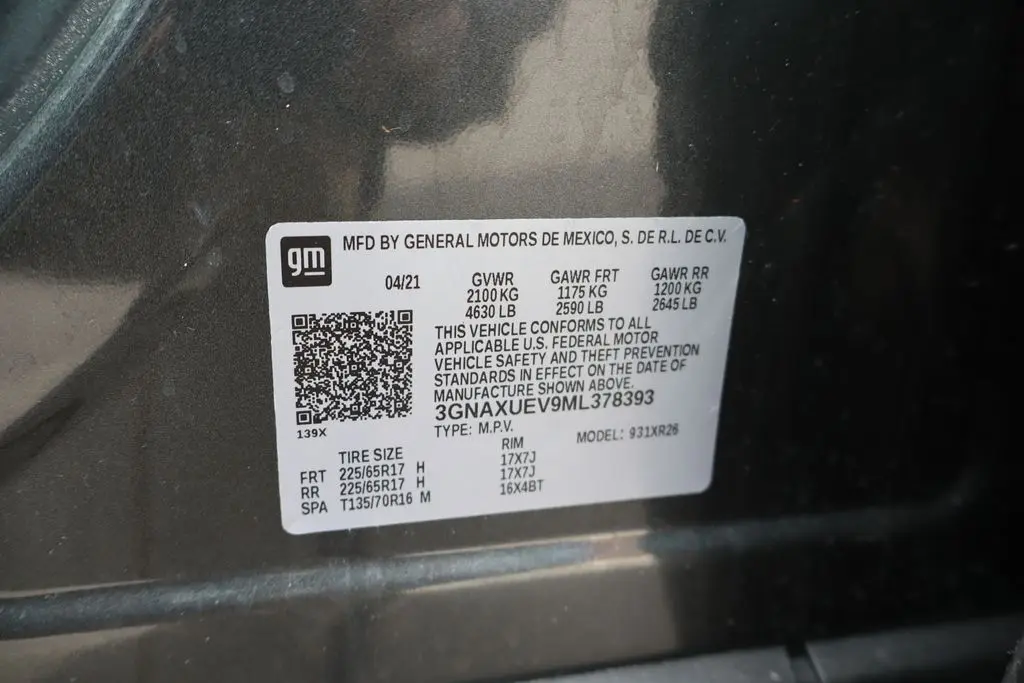 gm
MFD BY GENERAL MOTORS DE MEXICO, S. DE R.L. DE C.V.
04/21 GVWR GAWR FRT GAWR RR
2100 KG 1175 KG 1200 KG
4630 LB 2590 LB 2645 LB
THIS VEHICLE CONFORMS TO ALL
APPLICABLE U.S. FEDERAL MOTOR
VEHICLE SAFETY AND THEFT PREVENTION
STANDARDS IN EFFECT ON THE DATE OF
MANUFACTURE SHOWN ABOVE.
3GNAXUEV9ML378393
139X
TYPE: M.P.V. MODEL: 931XR26
TIRE SIZE RIM
FRT 225/65R17 H 17X7J
RR 225/65R17 H 17X7J
SPA T135/70R16 M 16X4BT